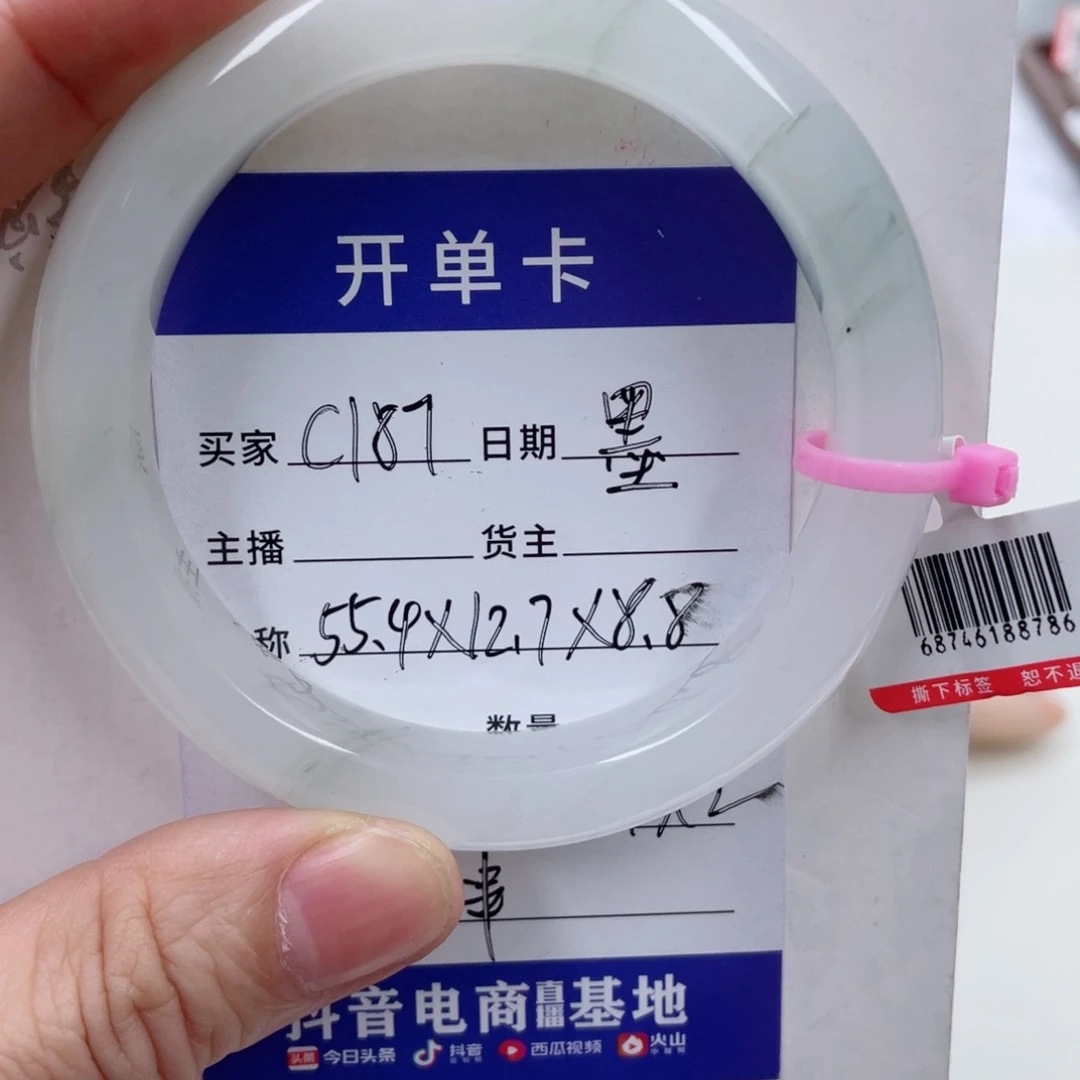 开单卡
买家 C187 日期 墨
主播 货主
称 55.4X12.7X8.8
数量
68746188786
撕下标签 恕不退
抖音电商直播基地
头条 今日头条 抖音 西瓜视频 火山